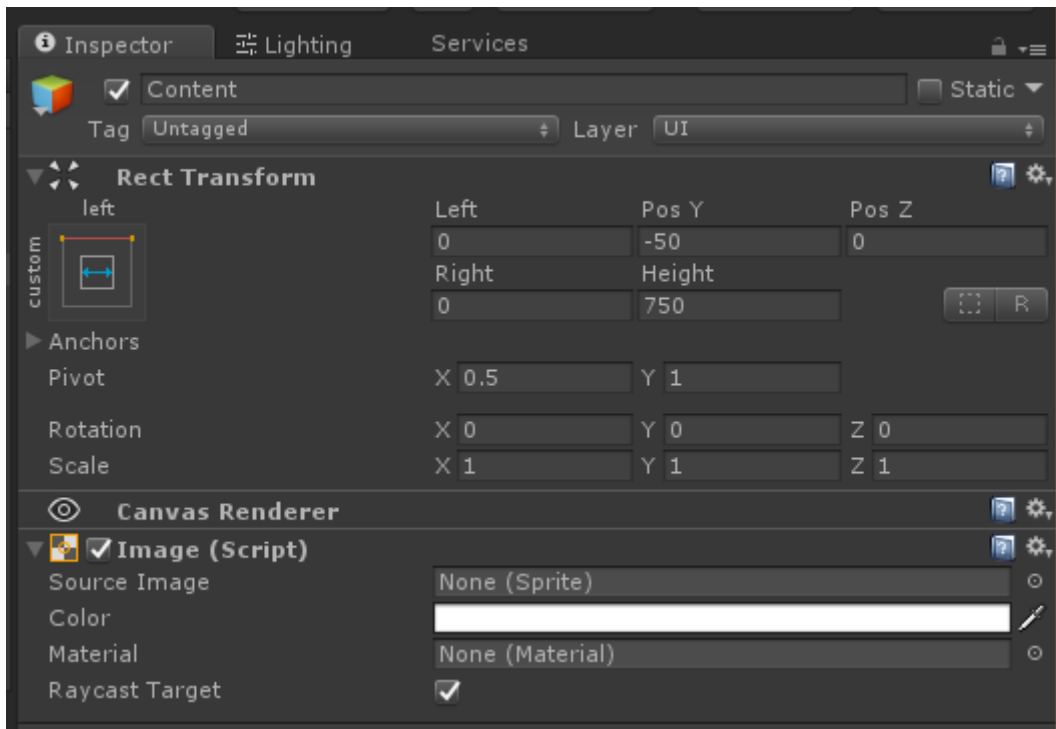 Inspector Lighting Services
Content Static
Tag Untagged Layer UI
Rect Transform
left Left Pos Y Pos Z
custom 0 -50 0
Right Height
0 750 R
Anchors
Pivot X 0.5 Y 1
Rotation X 0 Y 0 Z 0
Scale X 1 Y 1 Z 1
Canvas Renderer
Image (Script)
Source Image None (Sprite)
Color
Material None (Material)
Raycast Target